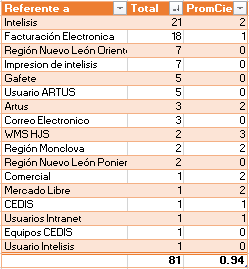 Referente a Total PromCie
Intelisis 21 2
Facturación Electronica 18 1
Región Nuevo León Oriente 7 0
Impresion de intelisis 7 0
Gafete 5 0
Usuario ARTUS 5 0
Artus 3 2
Correo Electronico 3 0
WMS HJS 2 3
Región Monclova 2 2
Región Nuevo León Ponier 2 0
Comercial 1 2
Mercado Libre 1 2
CEDIS 1 1
Usuarios Intranet 1 1
Equipos CEDIS 1 0
Usuario Intelisis 1 0
81 0.94